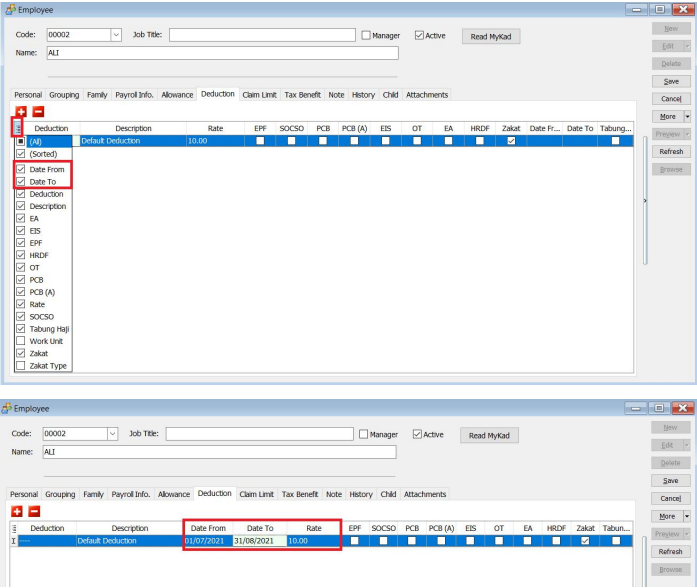 Employee
Code: 00002 Job Title: Manager Active Read MyKad
Name: ALI
New
Edit
Delete
Save
Cancel
More
Preview
Refresh
Browse
Personal Grouping Family Payroll Info. Allowance Deduction Claim Limit Tax Benefit Note History Child Attachments
Deduction Description Rate EPF SOCSO PCB PCB (A) EIS OT EA HRDF Zakat Date Fr... Date To Tabung...
(All) Default Deduction 10.00
(Sorted)
Date From
Date To
Deduction
Description
EA
EIS
EPF
HRDF
OT
PCB
PCB (A)
Rate
SOCSO
Tabung Haji
Work Unit
Zakat
Zakat Type
Employee
Code: 00002 Job Title: Manager Active Read MyKad
Name: ALI
New
Edit
Delete
Save
Cancel
More
Preview
Refresh
Browse
Personal Grouping Family Payroll Info. Allowance Deduction Claim Limit Tax Benefit Note History Child Attachments
Deduction Description Date From Date To Rate EPF SOCSO PCB PCB (A) EIS OT EA HRDF Zakat Tabun...
---- Default Deduction 01/07/2021 31/08/2021 10.00